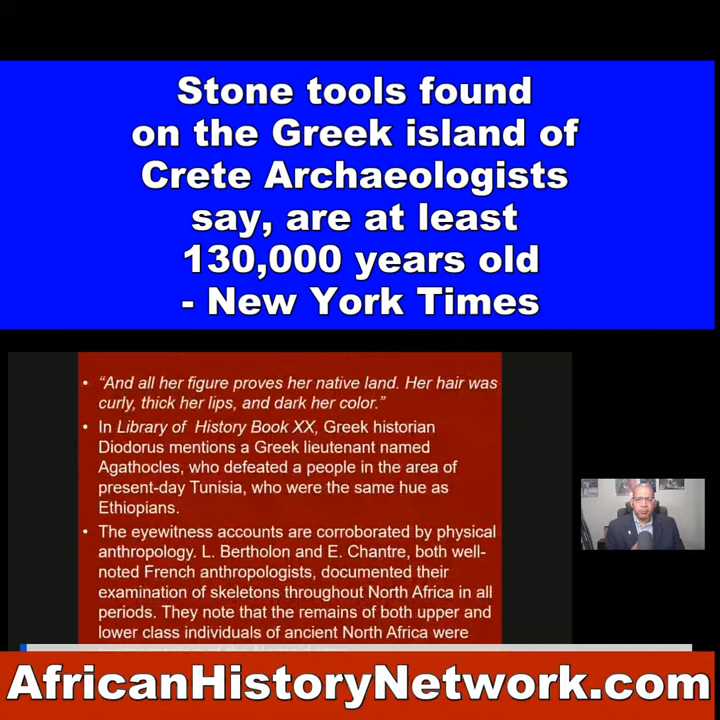 Stone tools found
on the Greek island of
Crete Archaeologists
say, are at least
130,000 years old
- New York Times
• “And all her figure proves her native land. Her hair was
curly, thick her lips, and dark her color.”
• In Library of History Book XX, Greek historian
Diodorus mentions a Greek lieutenant named
Agathocles, who defeated a people in the area of
present-day Tunisia, who were the same hue as
Ethiopians.
• The eyewitness accounts are corroborated by physical
anthropology. L. Bertholon and E. Chantre, both well-
noted French anthropologists, documented their
examination of skeletons throughout North Africa in all
periods. They note that the remains of both upper and
lower class individuals of ancient North Africa were
AfricanHistoryNetwork.com